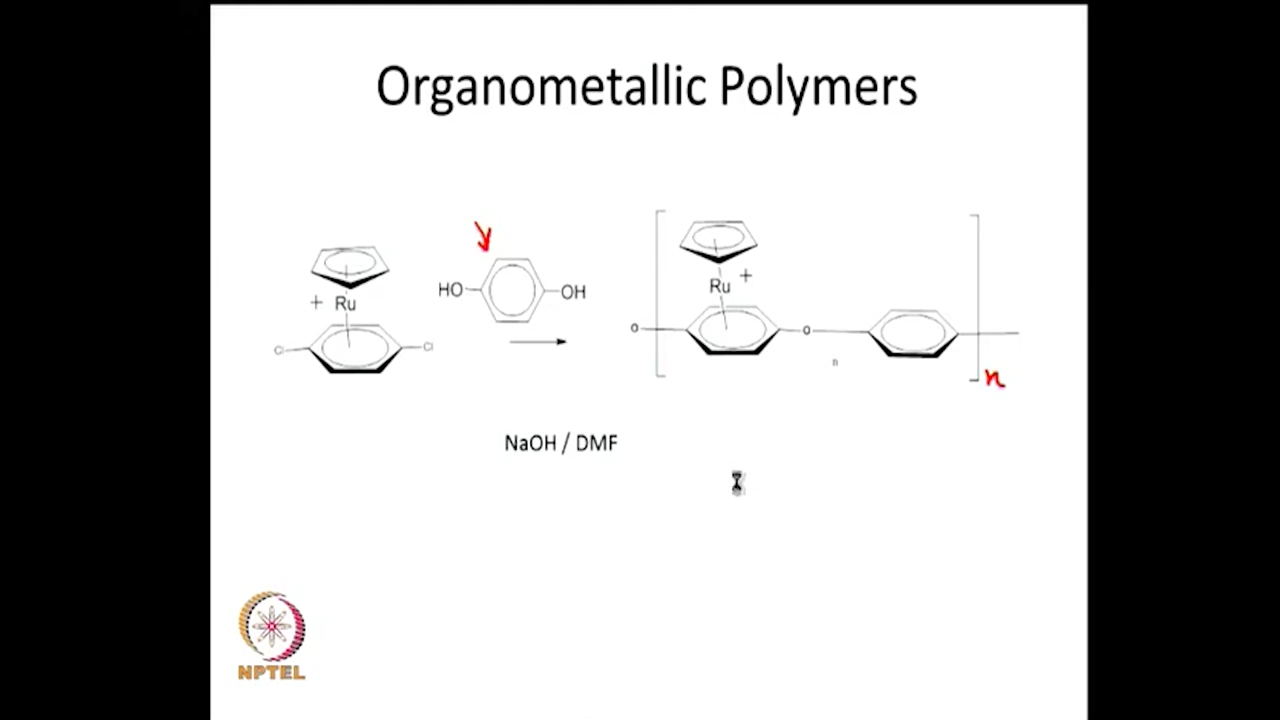 Organometallic Polymers
+ Ru
Cl
Cl
HO
OH
Ru +
o
o
n
n
NaOH / DMF
NPTEL